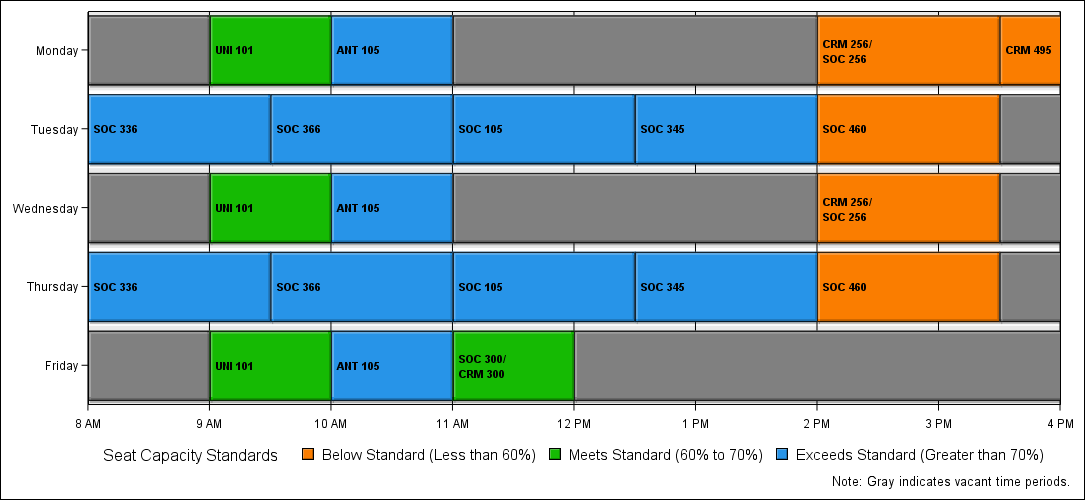 Monday
UNI 101
ANT 105
CRM 256/
SOC 256
CRM 495
Tuesday
SOC 336
SOC 366
SOC 105
SOC 345
SOC 460
Wednesday
UNI 101
ANT 105
CRM 256/
SOC 256
Thursday
SOC 336
SOC 366
SOC 105
SOC 345
SOC 460
Friday
UNI 101
ANT 105
SOC 300/
CRM 300
8 AM 9 AM 10 AM 11 AM 12 PM 1 PM 2 PM 3 PM 4 PM
Seat Capacity Standards Below Standard (Less than 60%) Meets Standard (60% to 70%) Exceeds Standard (Greater than 70%)
Note: Gray indicates vacant time periods.